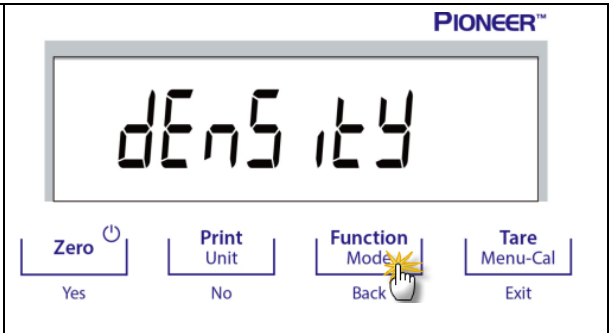 PIONEER™
dEnSitY
Zero Print Function Tare
Unit Mode Menu-Cal
Yes No Back Exit